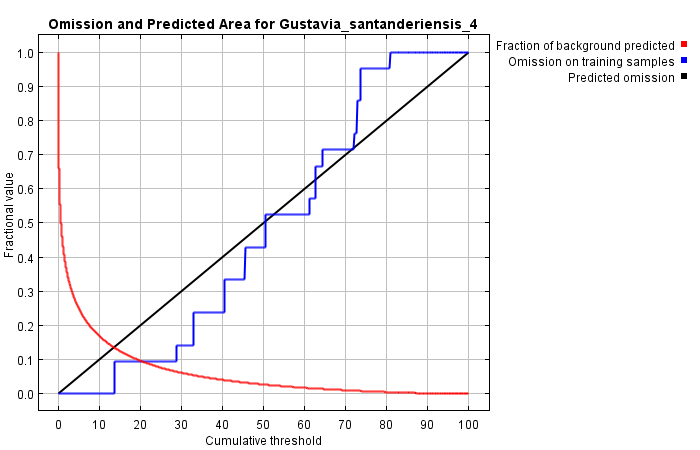 Omission and Predicted Area for Gustavia_santanderiensis_4
Fraction of background predicted
Omission on training samples
Predicted omission
Fractional value
1.0
0.9
0.8
0.7
0.6
0.5
0.4
0.3
0.2
0.1
0.0
0 10 20 30 40 50 60 70 80 90 100
Cumulative threshold